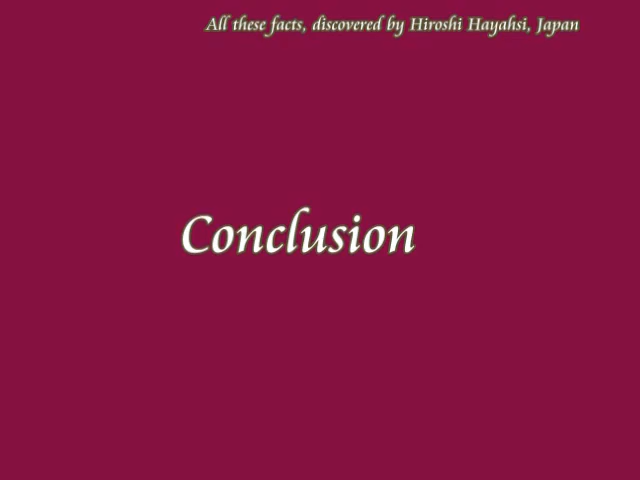 All these facts, discovered by Hiroshi Hayahsi, Japan
Conclusion